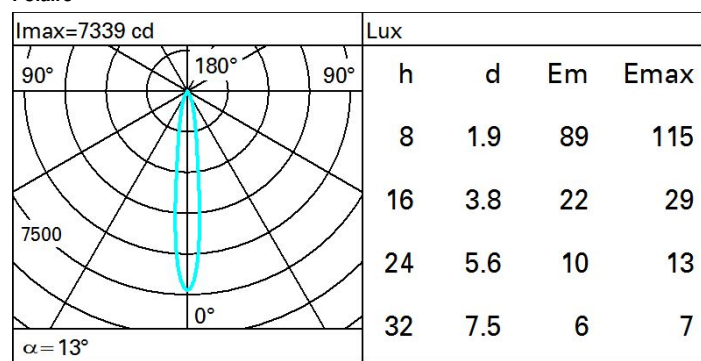 Imax=7339 cd
Lux
90° 180° 90°
h d Em Emax
8 1.9 89 115
16 3.8 22 29
7500
24 5.6 10 13
0°
32 7.5 6 7
α=13°